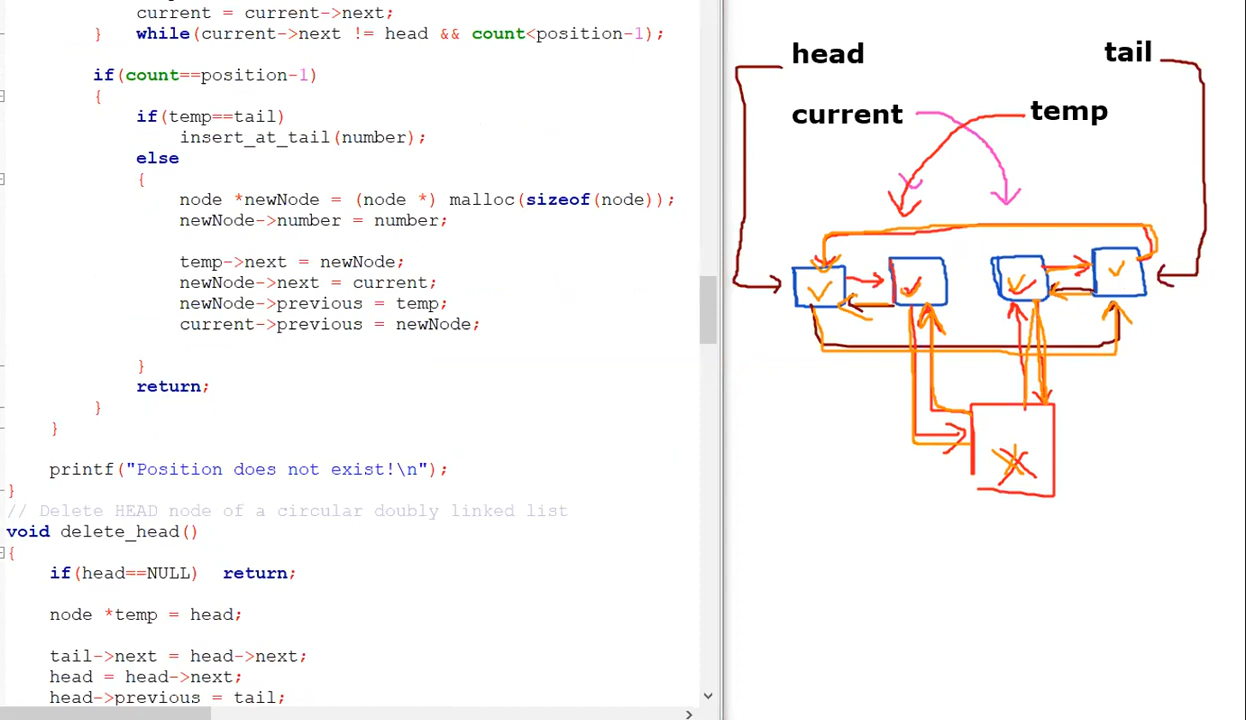 current = current->next;
} while(current->next != head && count<position-1);
if(count==position-1)
{
if(temp==tail)
insert_at_tail(number);
else
{
node *newNode = (node *) malloc(sizeof(node));
newNode->number = number;
temp->next = newNode;
newNode->next = current;
newNode->previous = temp;
current->previous = newNode;
}
return;
}
}
printf("Position does not exist!\n");
}
// Delete HEAD node of a circular doubly linked list
void delete_head()
{
if(head==NULL) return;
node *temp = head;
tail->next = head->next;
head = head->next;
head->previous = tail;
head
tail
current
temp